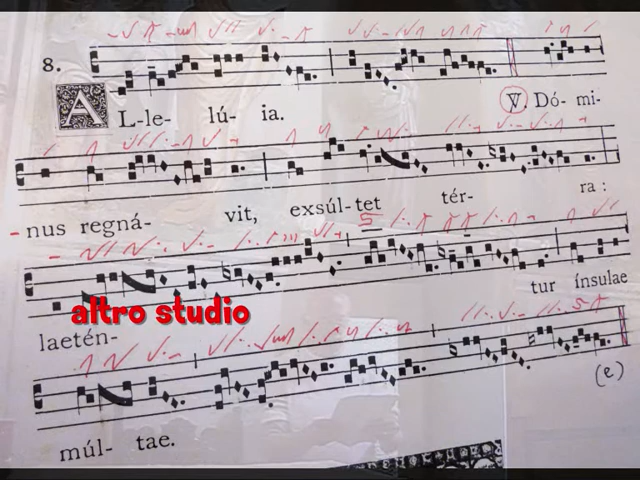 8.
AL-le- lú- ia. ℣. Dó- mi-
nus regná- vit, exsúl-tet tér- ra :
altro studio
laetén- tur ínsulae
múl- tae. (e)